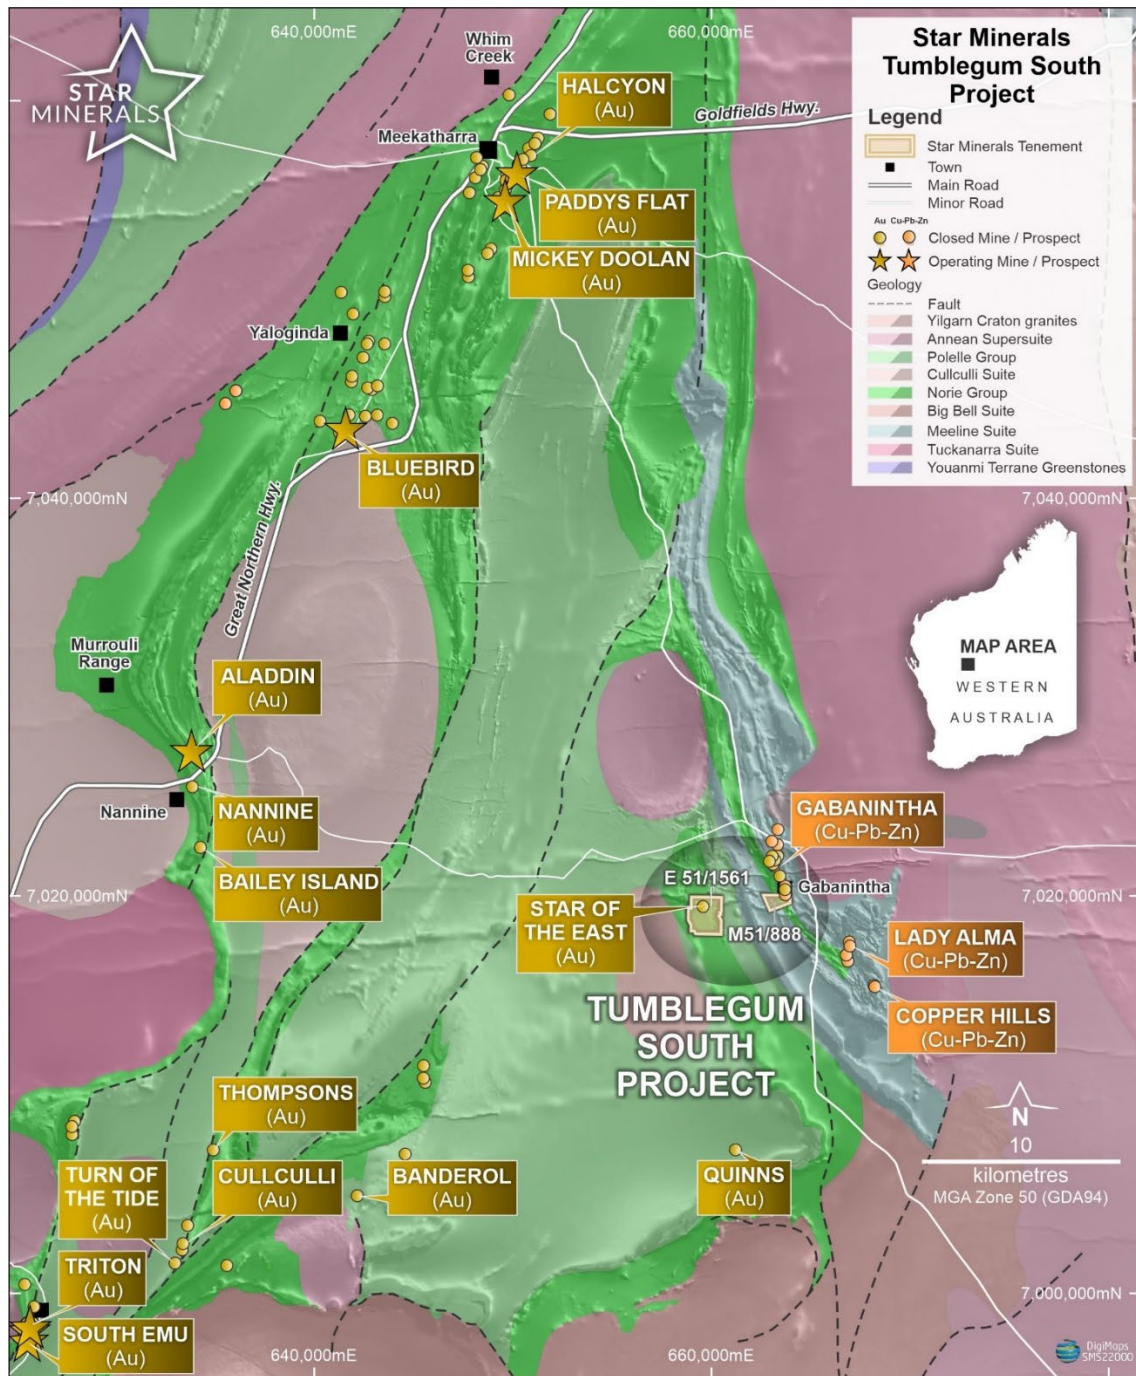 640,000mE
660,000mE
STAR
MINERALS
Whim
Creek
HALCYON
(Au)
Goldfields Hwy.
Meekatharra
PADDYS FLAT
(Au)
MICKEY DOOLAN
(Au)
Yaloginda
BLUEBIRD
(Au)
Star Minerals
Tumblegum South
Project
Legend
Star Minerals Tenement
Town
Main Road
Minor Road
Au Cu-Pb-Zn
Closed Mine / Prospect
Operating Mine / Prospect
Geology
Fault
Yilgarn Craton granites
Annean Supersuite
Polelle Group
Cullculli Suite
Norie Group
Big Bell Suite
Meeline Suite
Tuckanarra Suite
Youanmi Terrane Greenstones
7,040,000mN
7,040,000mN
Great Northern Hwy.
Murrouli
Range
ALADDIN
(Au)
MAP AREA
WESTERN
AUSTRALIA
Nannine
NANNINE
(Au)
BAILEY ISLAND
(Au)
GABANINTHA
(Cu-Pb-Zn)
7,020,000mN
7,020,000mN
E 51/1561
Gabanintha
STAR OF
THE EAST
(Au)
M51/888
LADY ALMA
(Cu-Pb-Zn)
COPPER HILLS
(Cu-Pb-Zn)
TUMBLEGUM
SOUTH
PROJECT
THOMPSONS
(Au)
TURN OF
THE TIDE
(Au)
CULLCULLI
(Au)
BANDEROL
(Au)
QUINNS
(Au)
N
10
kilometres
MGA Zone 50 (GDA94)
TRITON
(Au)
SOUTH EMU
(Au)
7,000,000mN
640,000mE
660,000mE
DigiMaps
SMS22000